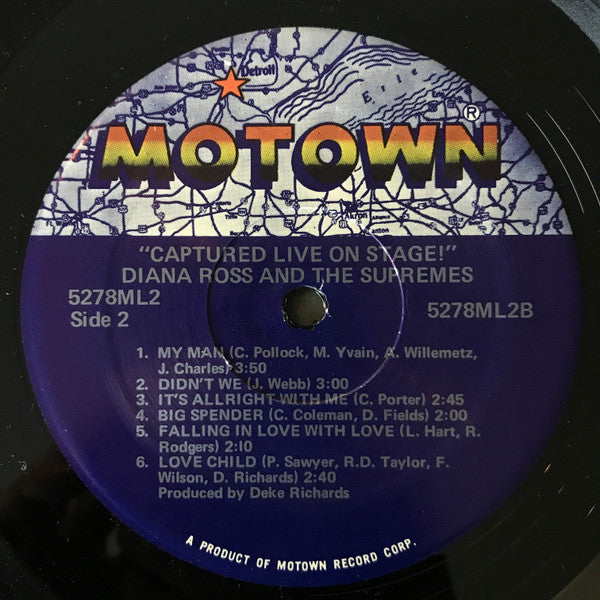 Detroit
Erie
MOTOWN®
Akron
anton
"CAPTURED LIVE ON STAGE!"
DIANA ROSS AND THE SUPREMES
5278ML2
Side 2
5278ML2B
1. MY MAN (C. Pollock, M. Yvain, A. Willemetz,
J. Charles) 3:50
2. DIDN'T WE (J. Webb) 3:00
3. IT'S ALLRIGHT WITH ME (C. Porter) 2:45
4. BIG SPENDER (C. Coleman, D. Fields) 2:00
5. FALLING IN LOVE WITH LOVE (L. Hart, R.
Rodgers) 2:10
6. LOVE CHILD (P. Sawyer, R.D. Taylor, F.
Wilson, D. Richards) 2:40
Produced by Deke Richards
A PRODUCT OF MOTOWN RECORD CORP.